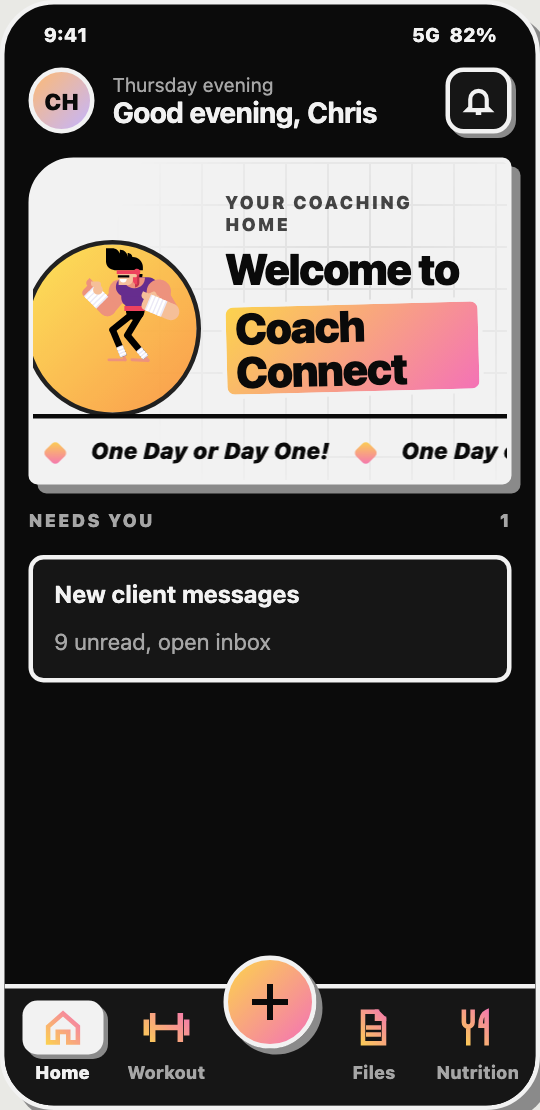 9:41
5G 82%
CH
Thursday evening
Good evening, Chris
YOUR COACHING
HOME
Welcome to
Coach
Connect
One Day or Day One!
One Day
NEEDS YOU
1
New client messages
9 unread, open inbox
Home
Workout
Files
Nutrition